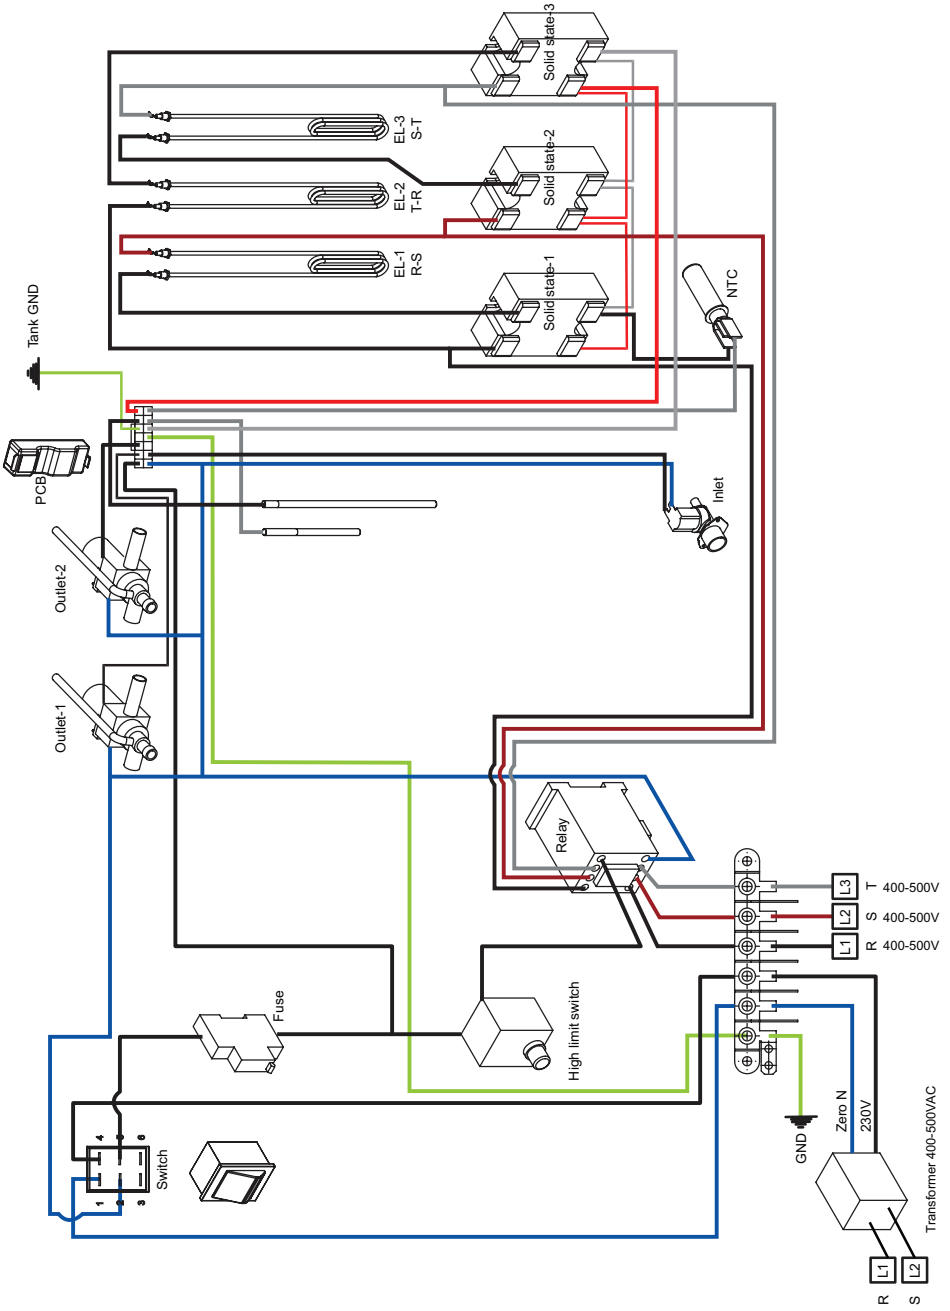 Solid state-3
Solid state-2
Solid state-1
EL-3
S-T
EL-2
T-R
EL-1
R-S
NTC
Tank GND
PCB
Inlet
Outlet-2
Outlet-1
Relay
Fuse
High limit switch
L3 T 400-500V
L2 S 400-500V
L1 R 400-500V
4 5 6
1 2 3
Switch
GND
Zero N
230V
Transformer 400-500VAC
R L1
S L2